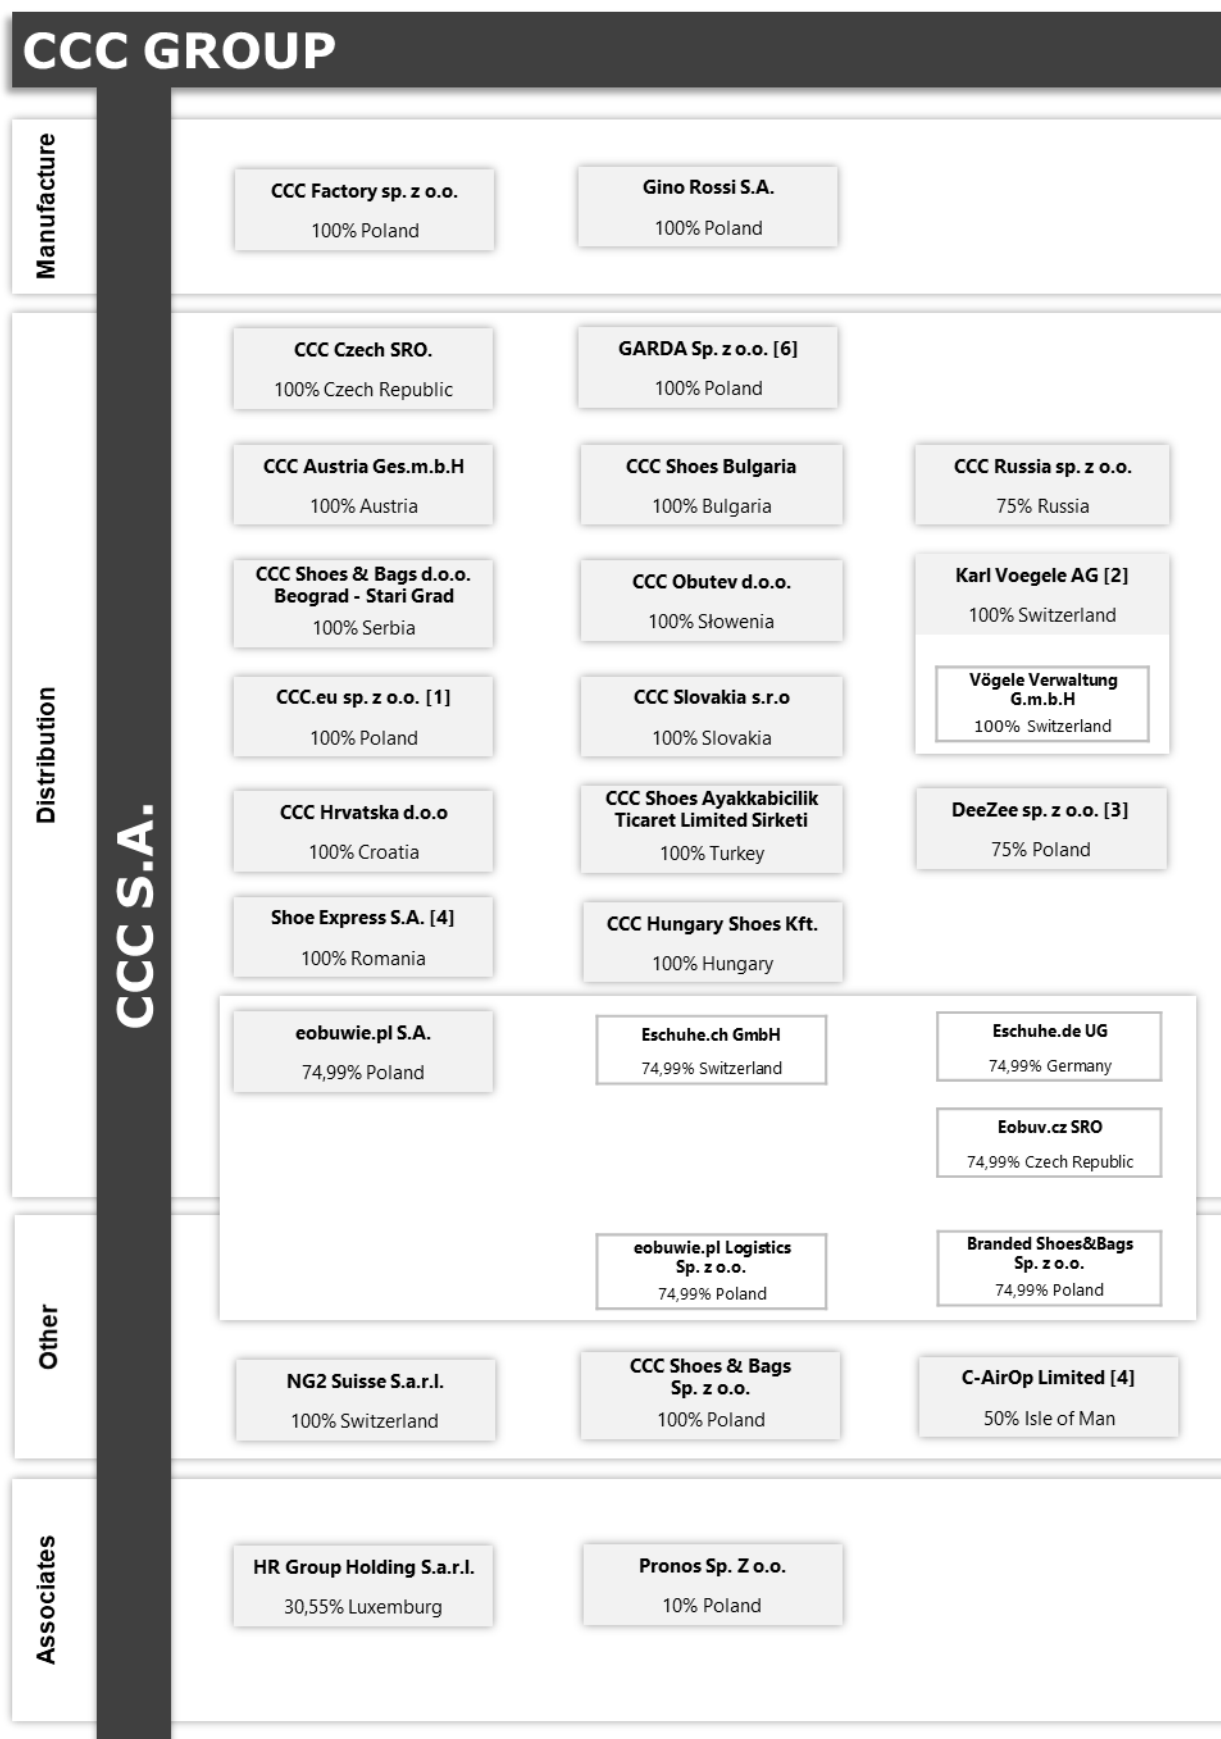 CCC GROUP
CCC S.A.
Manufacture
CCC Factory sp. z o.o.
100% Poland
Gino Rossi S.A.
100% Poland
Distribution
CCC Czech SRO.
100% Czech Republic
GARDA Sp. z o.o. [6]
100% Poland
CCC Austria Ges.m.b.H
100% Austria
CCC Shoes Bulgaria
100% Bulgaria
CCC Russia sp. z o.o.
75% Russia
CCC Shoes & Bags d.o.o.
Beograd - Stari Grad
100% Serbia
CCC Obutev d.o.o.
100% Słowenia
Karl Voegele AG [2]
100% Switzerland
Vögele Verwaltung
G.m.b.H
100% Switzerland
CCC.eu sp. z o.o. [1]
100% Poland
CCC Slovakia s.r.o
100% Slovakia
CCC Hrvatska d.o.o
100% Croatia
CCC Shoes Ayakkabicilik
Ticaret Limited Sirketi
100% Turkey
DeeZee sp. z o.o. [3]
75% Poland
Shoe Express S.A. [4]
100% Romania
CCC Hungary Shoes Kft.
100% Hungary
eobuwie.pl S.A.
74,99% Poland
Eschuhe.ch GmbH
74,99% Switzerland
Eschuhe.de UG
74,99% Germany
Eobuv.cz SRO
74,99% Czech Republic
Other
eobuwie.pl Logistics
Sp. z o.o.
74,99% Poland
Branded Shoes&Bags
Sp. z o.o.
74,99% Poland
NG2 Suisse S.a.r.l.
100% Switzerland
CCC Shoes & Bags
Sp. z o.o.
100% Poland
C-AirOp Limited [4]
50% Isle of Man
Associates
HR Group Holding S.a.r.l.
30,55% Luxemburg
Pronos Sp. Z o.o.
10% Poland